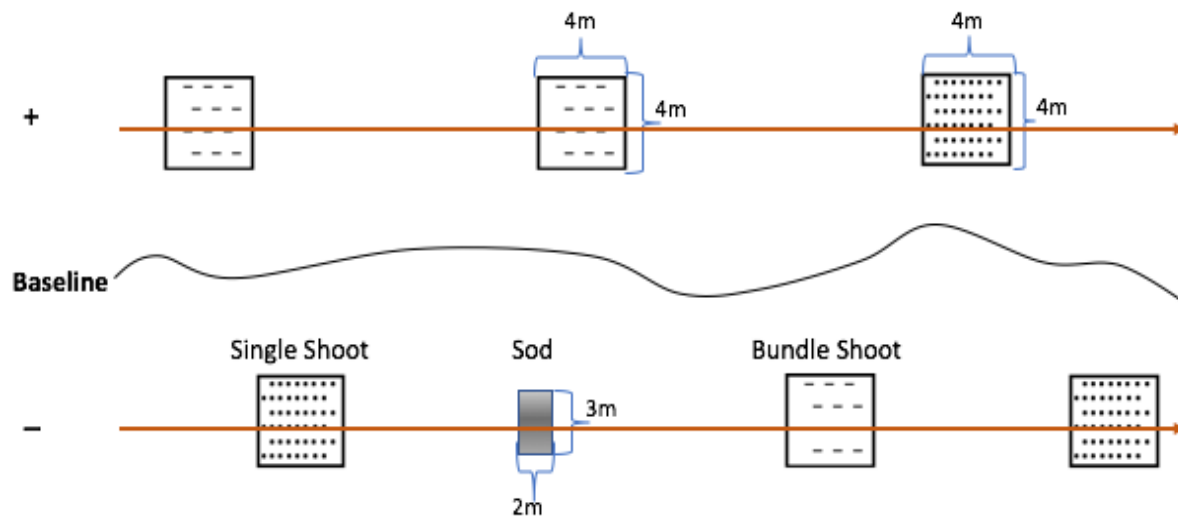 4m
4m
+
4m
4m
Baseline
Single Shoot
Sod
Bundle Shoot
–
3m
2m